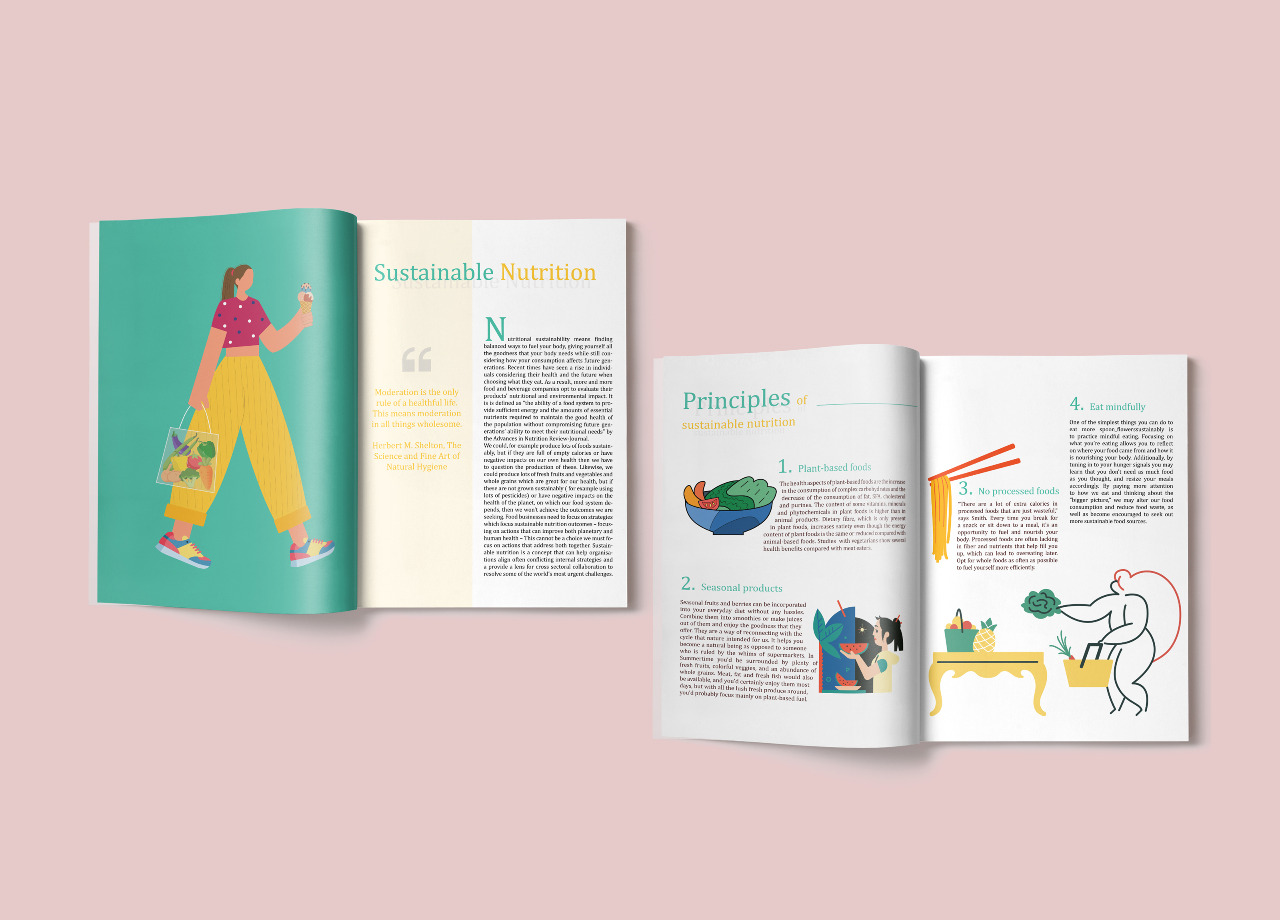 Sustainable Nutrition
Sustainable Nutrition
Moderation is the only
rule of a healthful life.
This means moderation
in all things wholesome.
Herbert M. Shelton, The
Science and Fine Art of
Natural Hygiene
Nutritional sustainability means finding
balanced ways to fuel your body, giving yourself all
the goodness that your body needs while still con-
sidering how your consumption affects future gen-
erations. Recent times have seen a rise in individ-
uals considering their health and the future when
choosing what they eat. As a result, more and more
food and beverage companies opt to evaluate their
products' nutritional and environmental impact. It
is is defined as "the ability of a food system to pro-
vide sufficient energy and the amounts of essential
nutrients required to maintain the good health of
the population without compromising future gen-
erations' ability to meet their nutritional needs" by
the Advances in Nutrition Review-Journal.
We could, for example produce lots of foods sustain-
ably, but if they are full of empty calories or have
negative impacts on our own health then we have
to question the production of these. Likewise, we
could produce lots of fresh fruits and vegetables and
whole grains which are great for our health, but if
there are not grown sustainably ( for example using
lots of pesticides) or have negative impacts on the
health of the planet, on which our food system de-
pends, then we won't achieve the outcomes we are
seeking. Food businesses need to focus on strategies
which focus sustainable nutrition outcomes – focus-
ing on actions that can improve both planetary and
human health – This cannot be a choice we must fo-
cus on actions that address both together. Sustain-
able nutrition is a concept that can help organisa-
tions align often conflicting internal strategies and
a provide a lens for cross sectoral collaboration to
resolve some of the world's most urgent challenges.
Principles of
sustainable nutrition
1. Plant-based foods
The health aspects of plant-based foods are the increase
in the consumption of complex carbohydrates and the
decrease of the consumption of fat, SFA, cholesterol
and purines. The content of some vitamins, minerals
and phytochemicals in plant foods is higher than in
animal products. Dietary fibre, which is only present
in plant foods, increases satiety even though the energy
content of plant foods is the same or reduced compared with
animal-based foods. Studies with vegetarians show several
health benefits compared with meat eaters.
2. Seasonal products
Seasonal fruits and berries can be incorporated
into your everyday diet without any hassles.
Combine them into smoothies or make juices
out of them and enjoy the goodness that they
offer. They are a way of reconnecting with the
cycle that nature intended for us. It helps you
become a natural being as opposed to someone
who is ruled by the whims of supermarkets. In
Summertime you'd be surrounded by plenty of
fresh fruits, colorful veggies, and an abundance of
whole grains. Meat, fat and fresh fish would also
be available, and you'd certainly enjoy them most
days, but with all the lush fresh produce around,
you'd probably focus mainly on plant-based fuel.
3. No processed foods
"There are a lot of extra calories in
processed foods that are just wasteful,"
says Smith. Every time you break for
a snack or sit down to a meal, it's an
opportunity to fuel and nourish your
body. Processed foods are often lacking
in fiber and nutrients that help fill you
up, which can lead to overeating later.
Opt for whole foods as often as possible
to fuel yourself more efficiently.
4. Eat mindfully
One of the simplest things you can do to
eat more spoon_flowersustainably is
to practice mindful eating. Focusing on
what you're eating allows you to reflect
on where your food came from and how it
is nourishing your body. Additionally, by
tuning in to your hunger signals you may
learn that you don't need as much food
as you thought, and resize your meals
accordingly. By paying more attention
to how we eat and thinking about the
"bigger picture," we may alter our food
consumption and reduce food waste, as
well as become encouraged to seek out
more sustainable food sources.